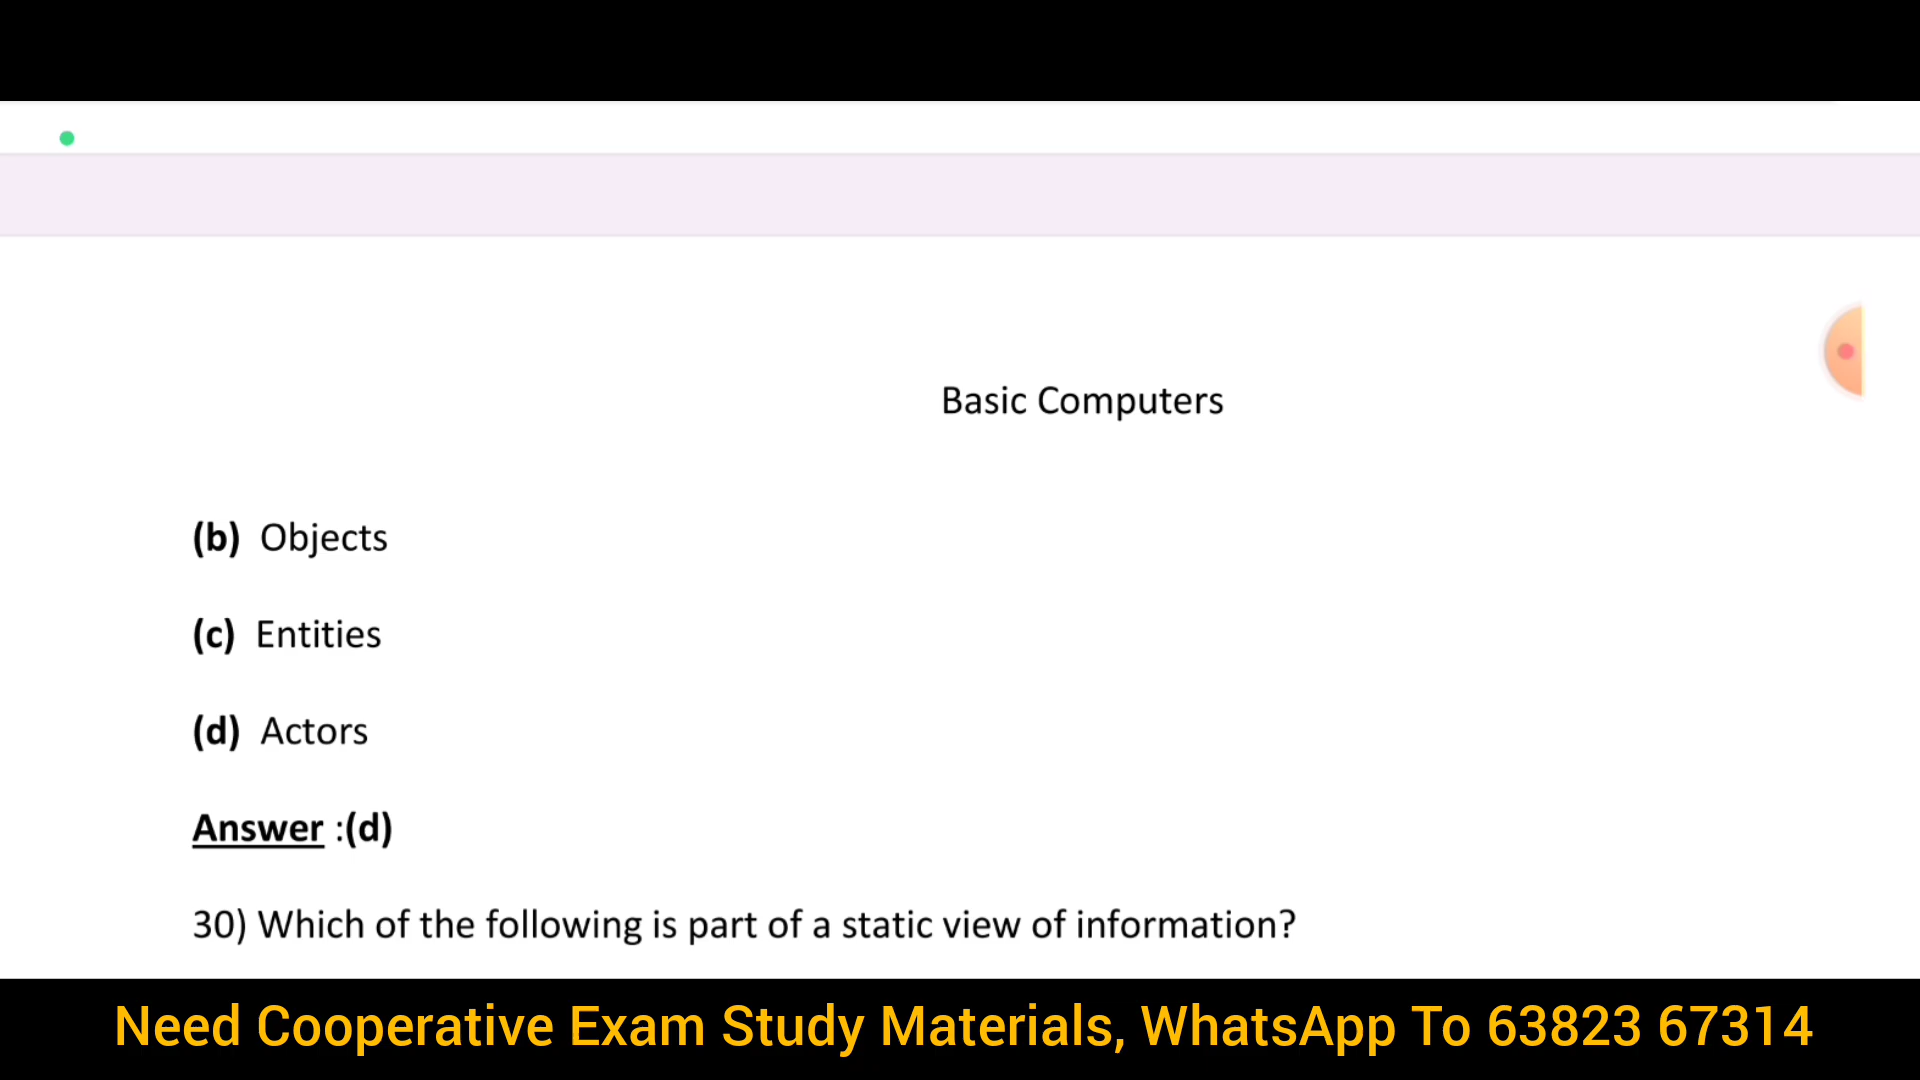 Basic Computers
(b) Objects
(c) Entities
(d) Actors
Answer :(d)
30) Which of the following is part of a static view of information?
Need Cooperative Exam Study Materials, WhatsApp To 63823 67314